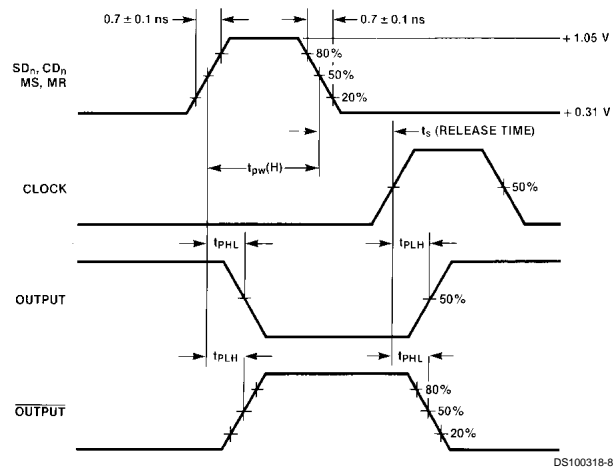 0.7 ± 0.1 ns
0.7 ± 0.1 ns
+ 1.05 V
SDn, CDn
MS, MR
80%
50%
20%
+ 0.31 V
ts (RELEASE TIME)
tpw(H)
CLOCK
50%
tPHL
tPLH
OUTPUT
50%
tPLH
tPHL
OUTPUT
80%
50%
20%
DS100318-8